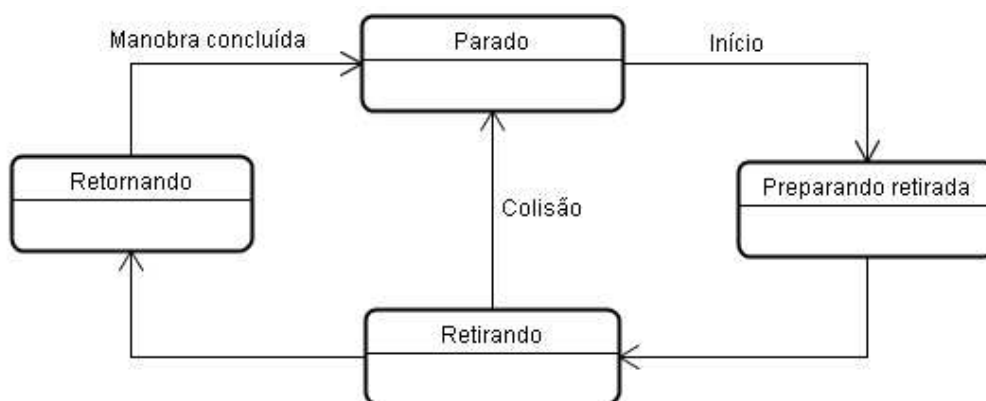 Manobra concluída
Parado
Início
Retornando
Preparando retirada
Colisão
Retirando